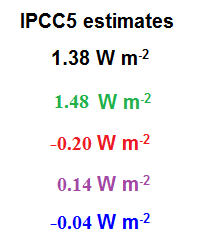 IPCC5 estimates
1.38 W m-2
1.48 W m-2
-0.20 W m-2
0.14 W m-2
-0.04 W m-2